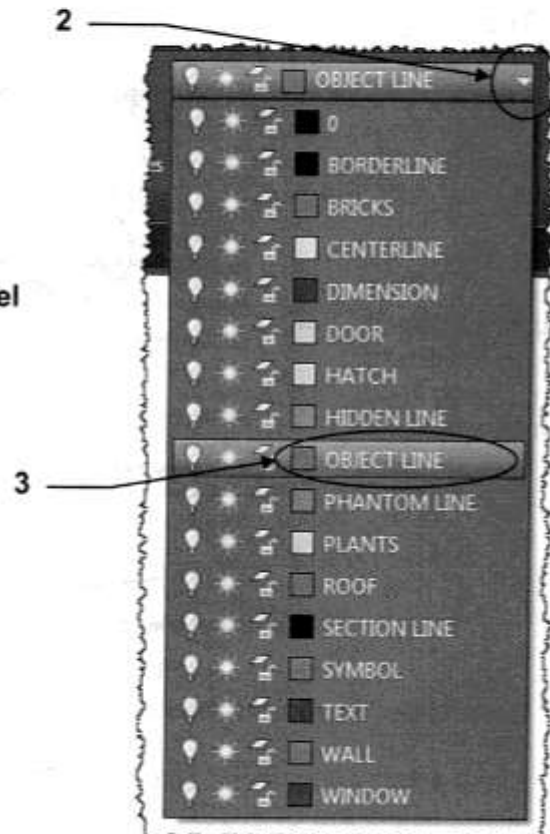 2
OBJECT LINE
0
BORDERLINE
BRICKS
CENTERLINE
el
DIMENSION
DOOR
HATCH
HIDDEN LINE
3
OBJECT LINE
PHANTOM LINE
PLANTS
ROOF
SECTION LINE
SYMBOL
TEXT
WALL
WINDOW